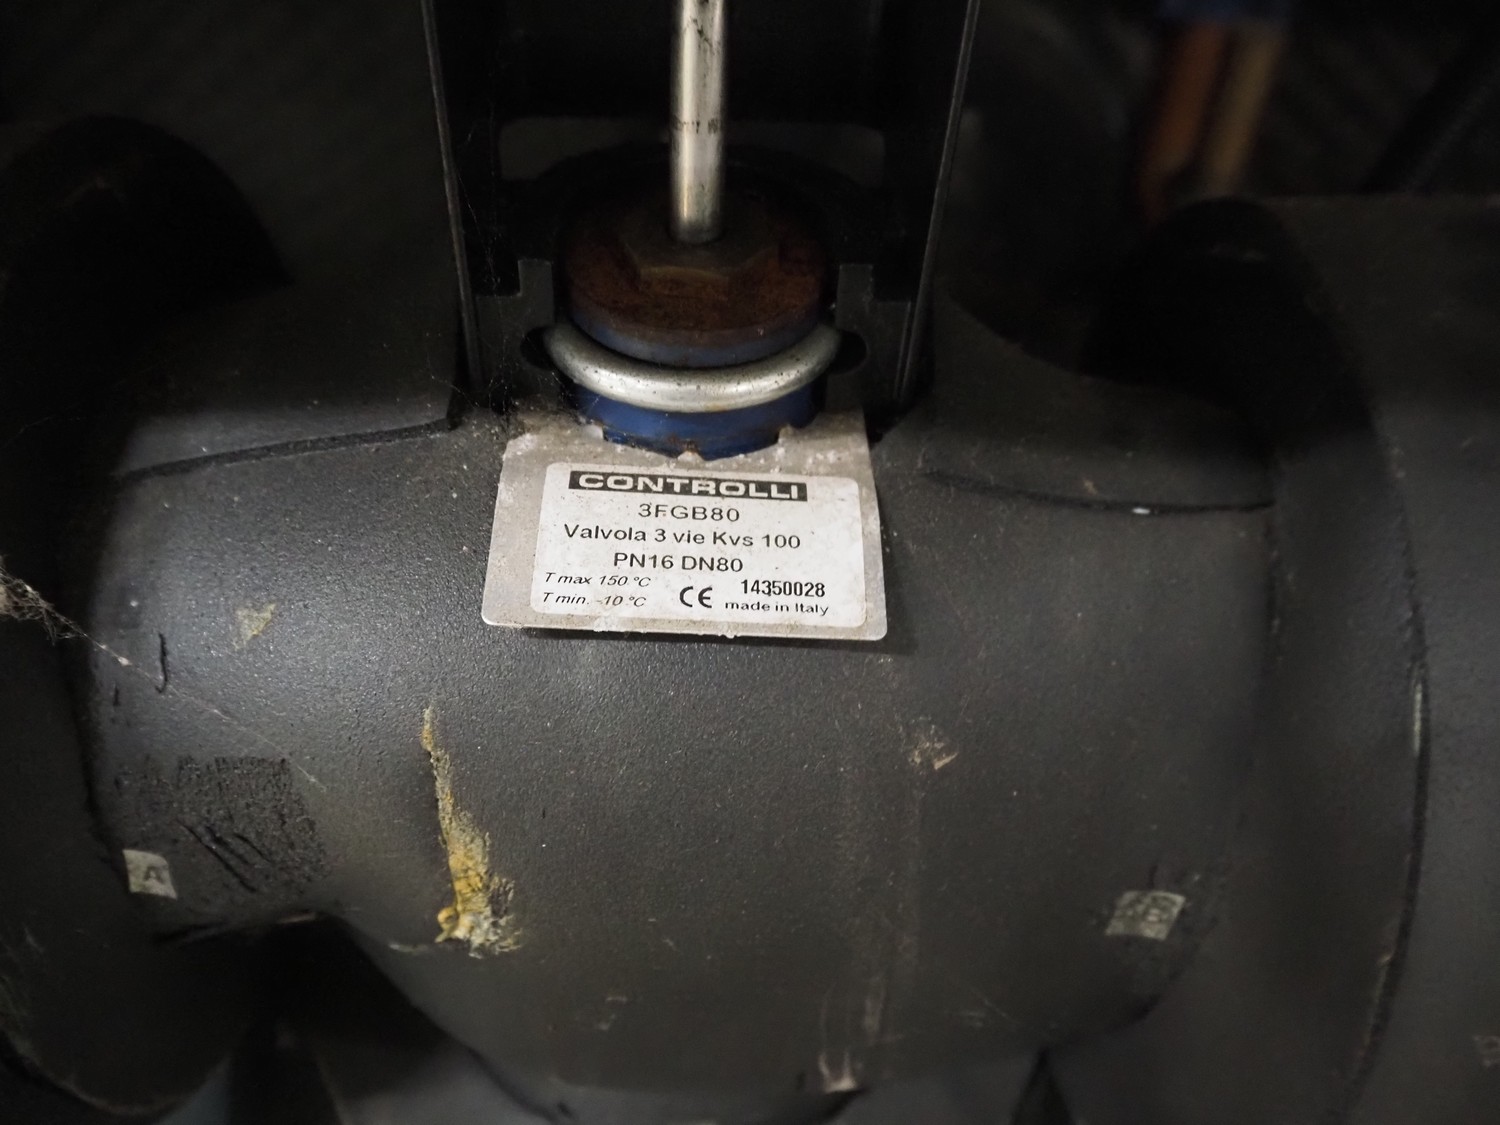 CONTROLLI
3FGB80
Valvola 3 vie Kvs 100
PN16 DN80
T max 150 °C
T min. -10 °C
CE
14350028
made in Italy
A